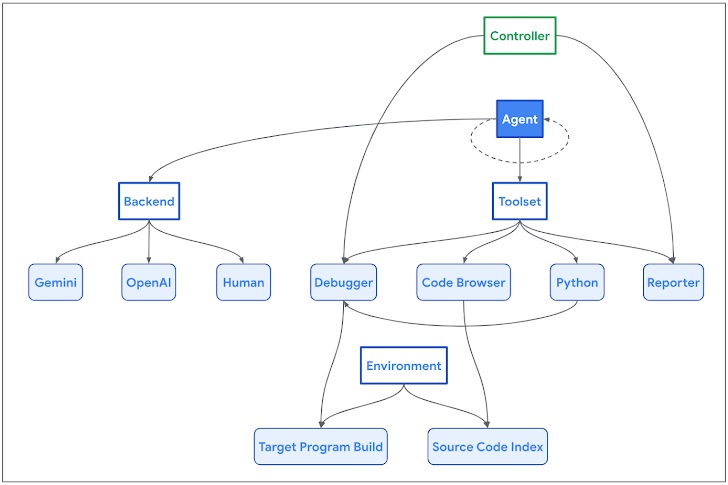 Controller
Agent
Backend
Toolset
Gemini
OpenAI
Human
Debugger
Code Browser
Python
Reporter
Environment
Target Program Build
Source Code Index